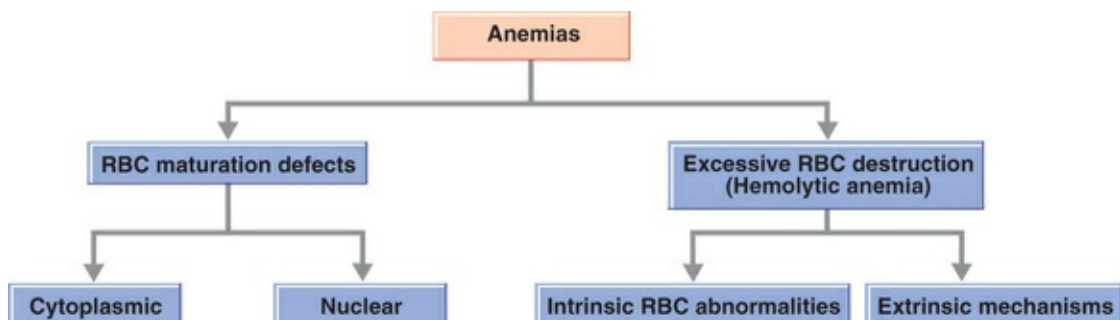 Anemias
RBC maturation defects
Excessive RBC destruction
(Hemolytic anemia)
Cytoplasmic
Nuclear
Intrinsic RBC abnormalities
Extrinsic mechanisms